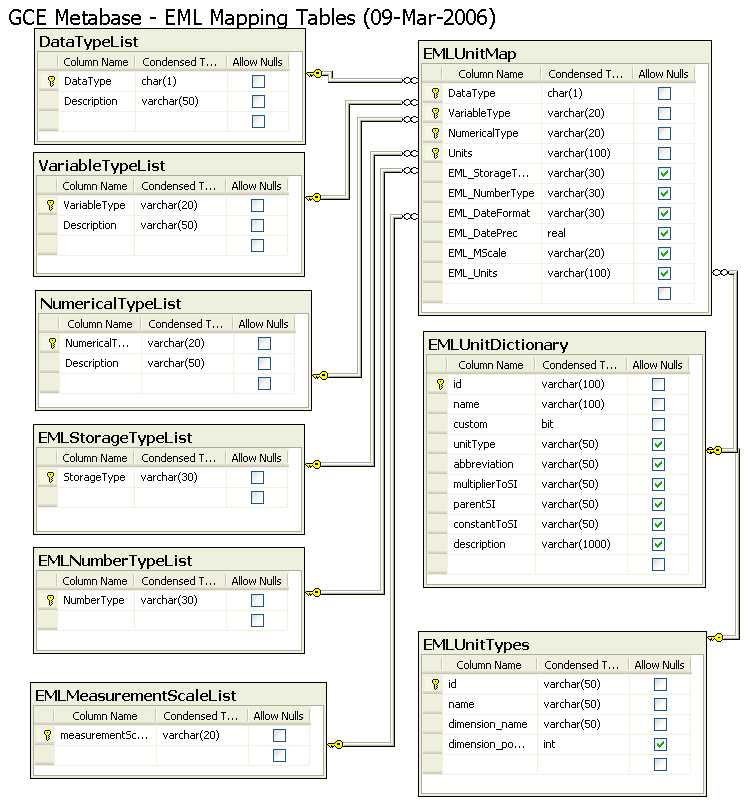 GCE Metabase - EML Mapping Tables (09-Mar-2006)
DataTypeList
Column Name Condensed T... Allow Nulls
DataType char(1)
Description varchar(50)
VariableTypeList
Column Name Condensed T... Allow Nulls
VariableType varchar(20)
Description varchar(50)
NumericalTypeList
Column Name Condensed T... Allow Nulls
NumericalT... varchar(20)
Description varchar(50)
EMLStorageTypeList
Column Name Condensed T... Allow Nulls
StorageType varchar(30)
EMLNumberTypeList
Column Name Condensed T... Allow Nulls
NumberType varchar(30)
EMLMeasurementScaleList
Column Name Condensed T... Allow Nulls
measurementSc... varchar(20)
EMLUnitMap
Column Name Condensed T... Allow Nulls
DataType char(1)
VariableType varchar(20)
NumericalType varchar(20)
Units varchar(100)
EML_StorageT... varchar(30)
EML_NumberType varchar(30)
EML_DateFormat varchar(30)
EML_DatePrec real
EML_MScale varchar(20)
EML_Units varchar(100)
EMLUnitDictionary
Column Name Condensed T... Allow Nulls
id varchar(100)
name varchar(100)
custom bit
unitType varchar(50)
abbreviation varchar(50)
multiplierToSI varchar(50)
parentSI varchar(50)
constantToSI varchar(50)
description varchar(1000)
EMLUnitTypes
Column Name Condensed T... Allow Nulls
id varchar(50)
name varchar(50)
dimension_name varchar(50)
dimension_po... int